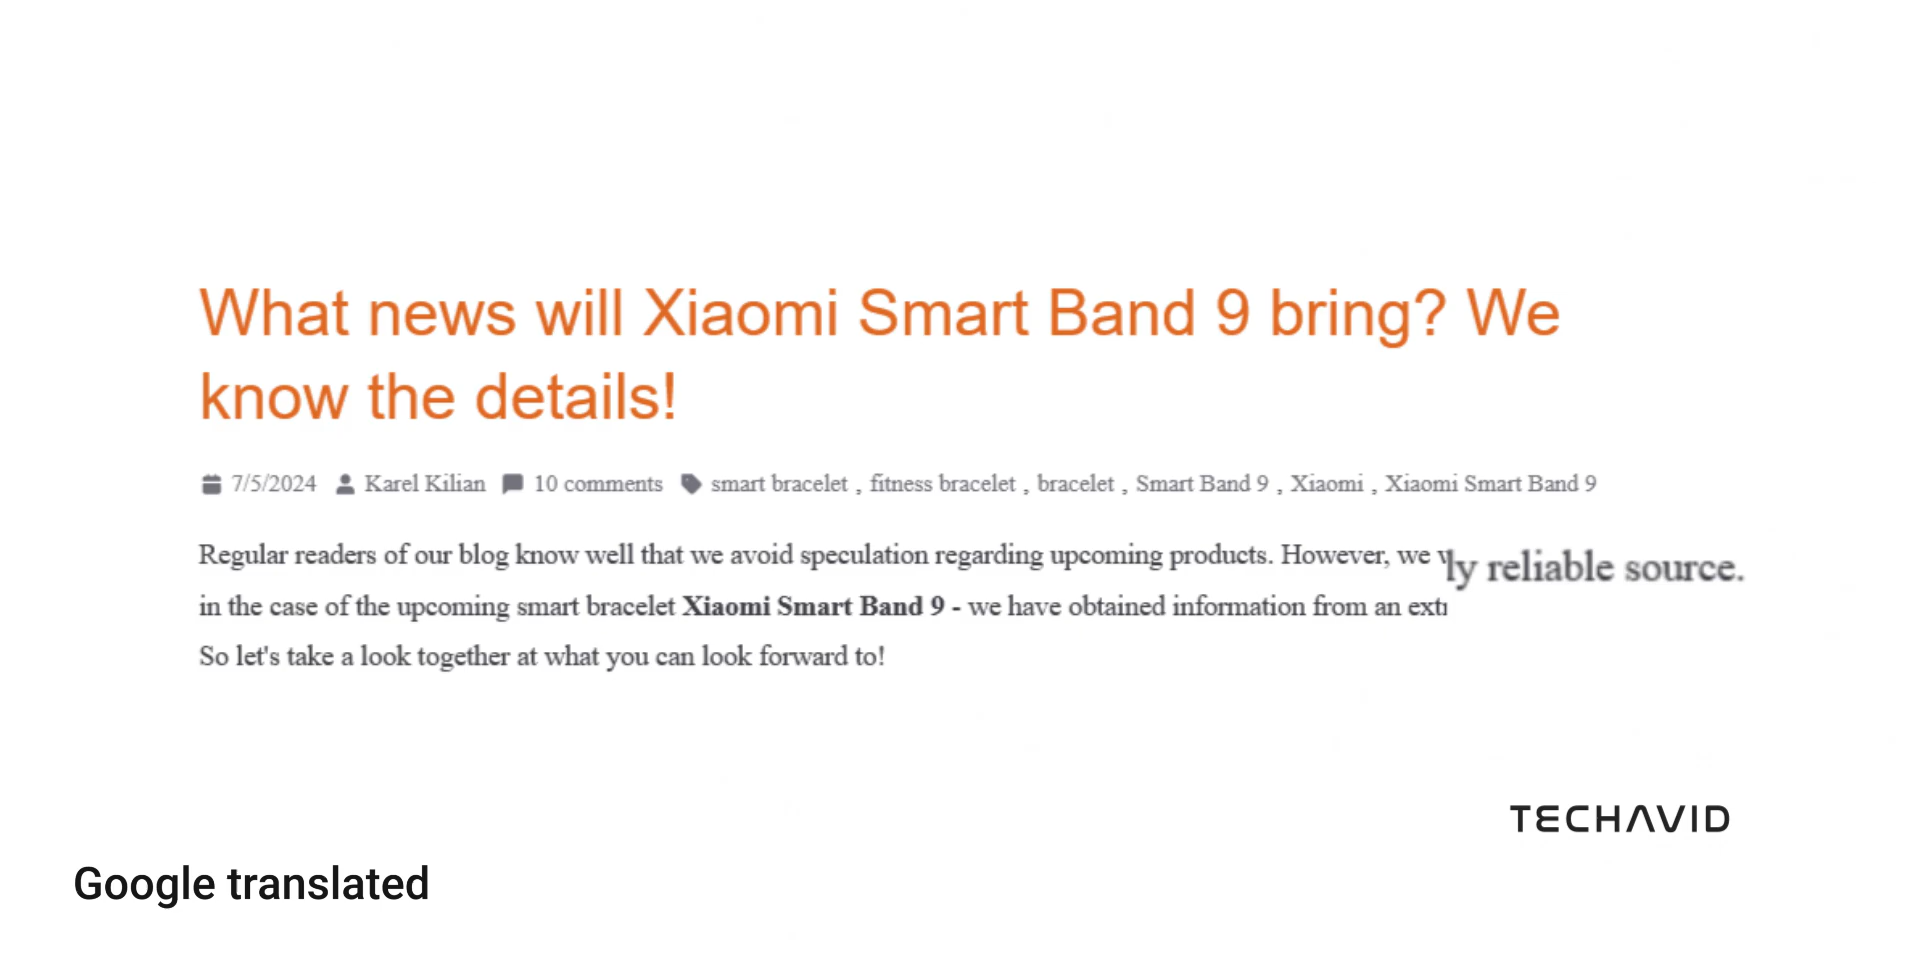 What news will Xiaomi Smart Band 9 bring? We
know the details!
7/5/2024 Karel Kilian 10 comments smart bracelet , fitness bracelet , bracelet , Smart Band 9 , Xiaomi , Xiaomi Smart Band 9
Regular readers of our blog know well that we avoid speculation regarding upcoming products. However, we
ly reliable source.
in the case of the upcoming smart bracelet Xiaomi Smart Band 9 - we have obtained information from an
So let's take a look together at what you can look forward to!
TECHAVID
Google translated